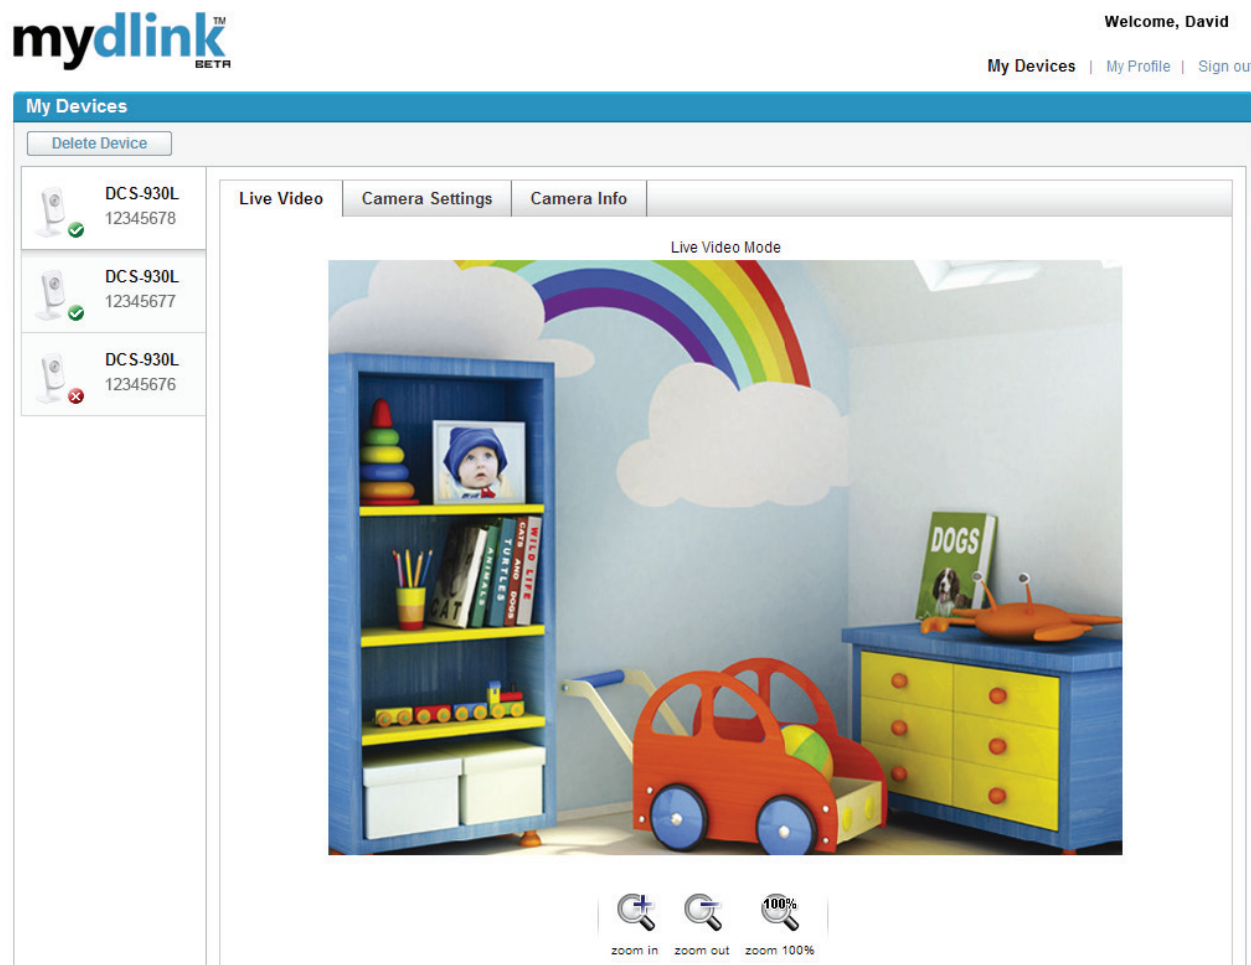 mydlink™
BETA
Welcome, David
My Devices | My Profile | Sign ou
My Devices
Delete Device
DCS-930L
12345678
DCS-930L
12345677
DCS-930L
12345676
Live Video
Camera Settings
Camera Info
Live Video Mode
CAT
ANIMALS
TURTLES
CATS AND DOGS
WILD LIFE
DOGS
100%
zoom in
zoom out
zoom 100%